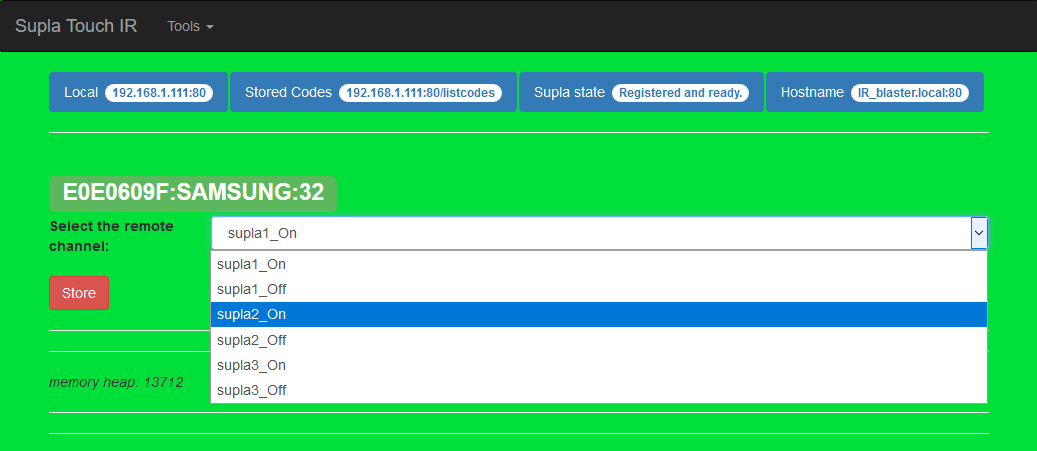 Supla Touch IR Tools
Local 192.168.1.111:80 Stored Codes 192.168.1.111:80/listcodes Supla state Registered and ready. Hostname IR_blaster.local:80
E0E0609F:SAMSUNG:32
Select the remote channel:
supla1_On
supla1_On
supla1_Off
supla2_On
supla2_Off
supla3_On
supla3_Off
Store
memory heap: 13712